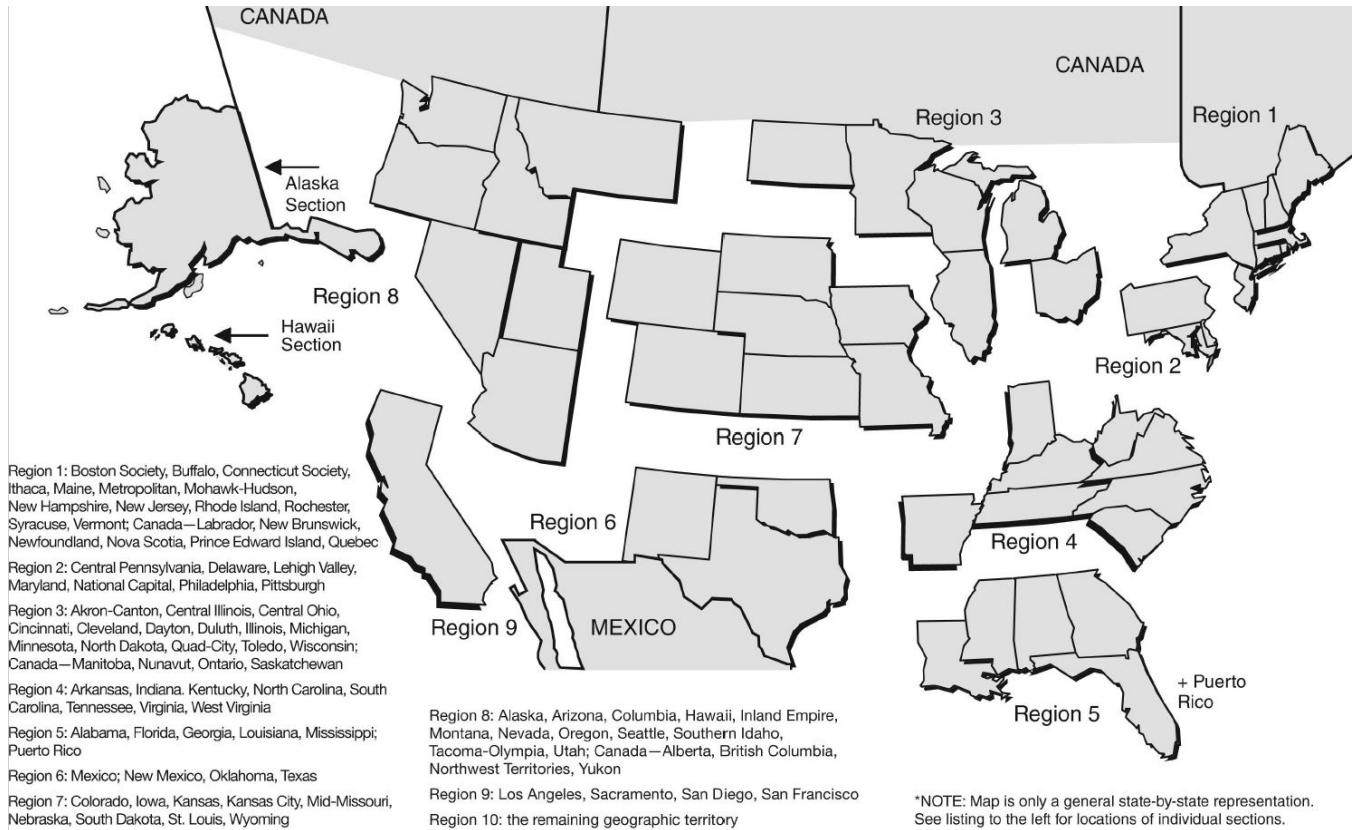 CANADA
CANADA
Region 3
Region 1
Alaska
Section
Region 8
Hawaii
Section
Region 2
Region 7
Region 6
Region 4
MEXICO
Region 9
+ Puerto
Rico
Region 5
Region 1: Boston Society, Buffalo, Connecticut Society,
Ithaca, Maine, Metropolitan, Mohawk-Hudson,
New Hampshire, New Jersey, Rhode Island, Rochester,
Syracuse, Vermont; Canada—Labrador, New Brunswick,
Newfoundland, Nova Scotia, Prince Edward Island, Quebec
Region 2: Central Pennsylvania, Delaware, Lehigh Valley,
Maryland, National Capital, Philadelphia, Pittsburgh
Region 3: Akron-Canton, Central Illinois, Central Ohio,
Cincinnati, Cleveland, Dayton, Duluth, Illinois, Michigan,
Minnesota, North Dakota, Quad-City, Toledo, Wisconsin;
Canada—Manitoba, Nunavut, Ontario, Saskatchewan
Region 4: Arkansas, Indiana. Kentucky, North Carolina, South
Carolina, Tennessee, Virginia, West Virginia
Region 5: Alabama, Florida, Georgia, Louisiana, Mississippi;
Puerto Rico
Region 6: Mexico; New Mexico, Oklahoma, Texas
Region 7: Colorado, Iowa, Kansas, Kansas City, Mid-Missouri,
Nebraska, South Dakota, St. Louis, Wyoming
Region 8: Alaska, Arizona, Columbia, Hawaii, Inland Empire,
Montana, Nevada, Oregon, Seattle, Southern Idaho,
Tacoma-Olympia, Utah; Canada—Alberta, British Columbia,
Northwest Territories, Yukon
Region 9: Los Angeles, Sacramento, San Diego, San Francisco
Region 10: the remaining geographic territory
*NOTE: Map is only a general state-by-state representation.
See listing to the left for locations of individual sections.